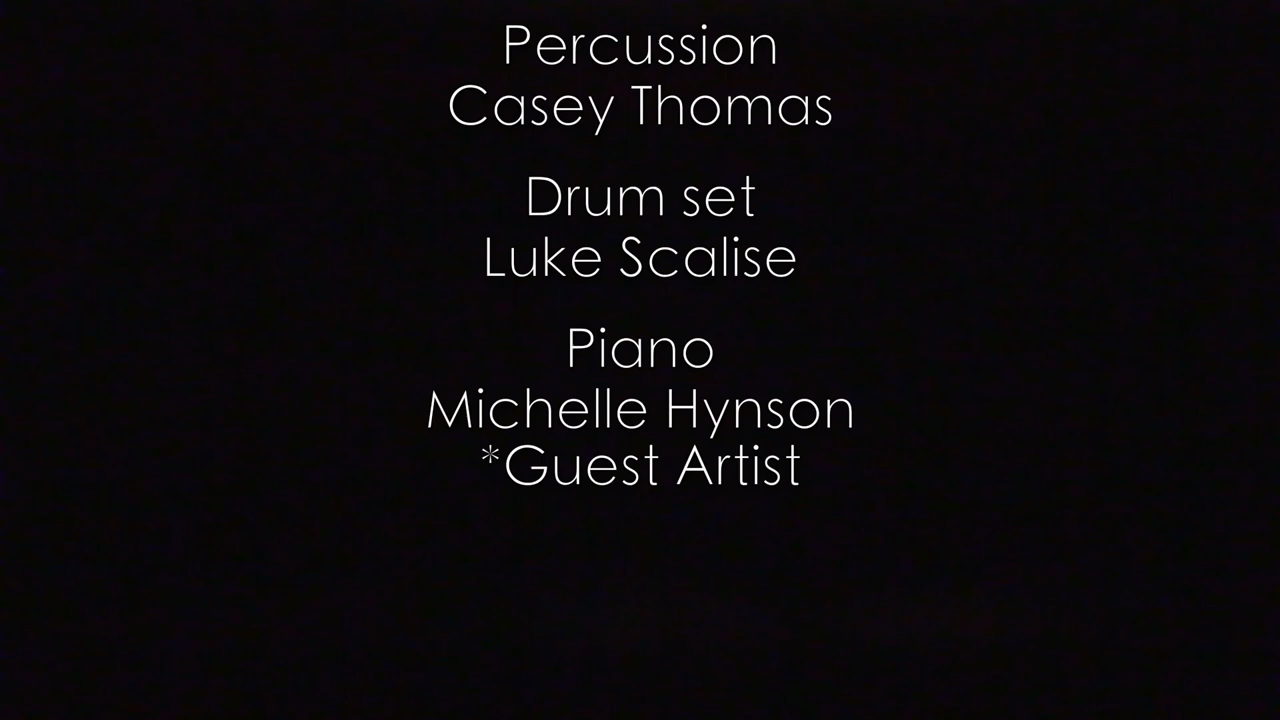 Percussion
Casey Thomas
Drum set
Luke Scalise
Piano
Michelle Hynson
*Guest Artist